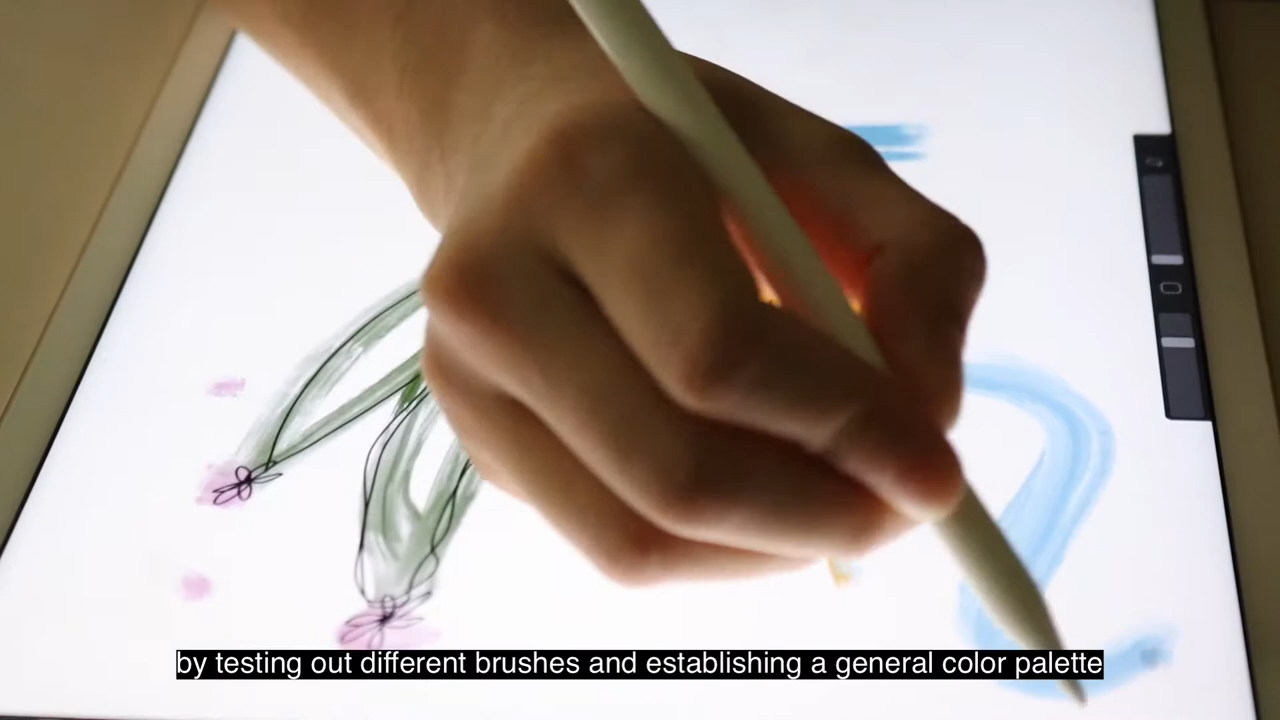 by testing out different brushes and establishing a general color palette